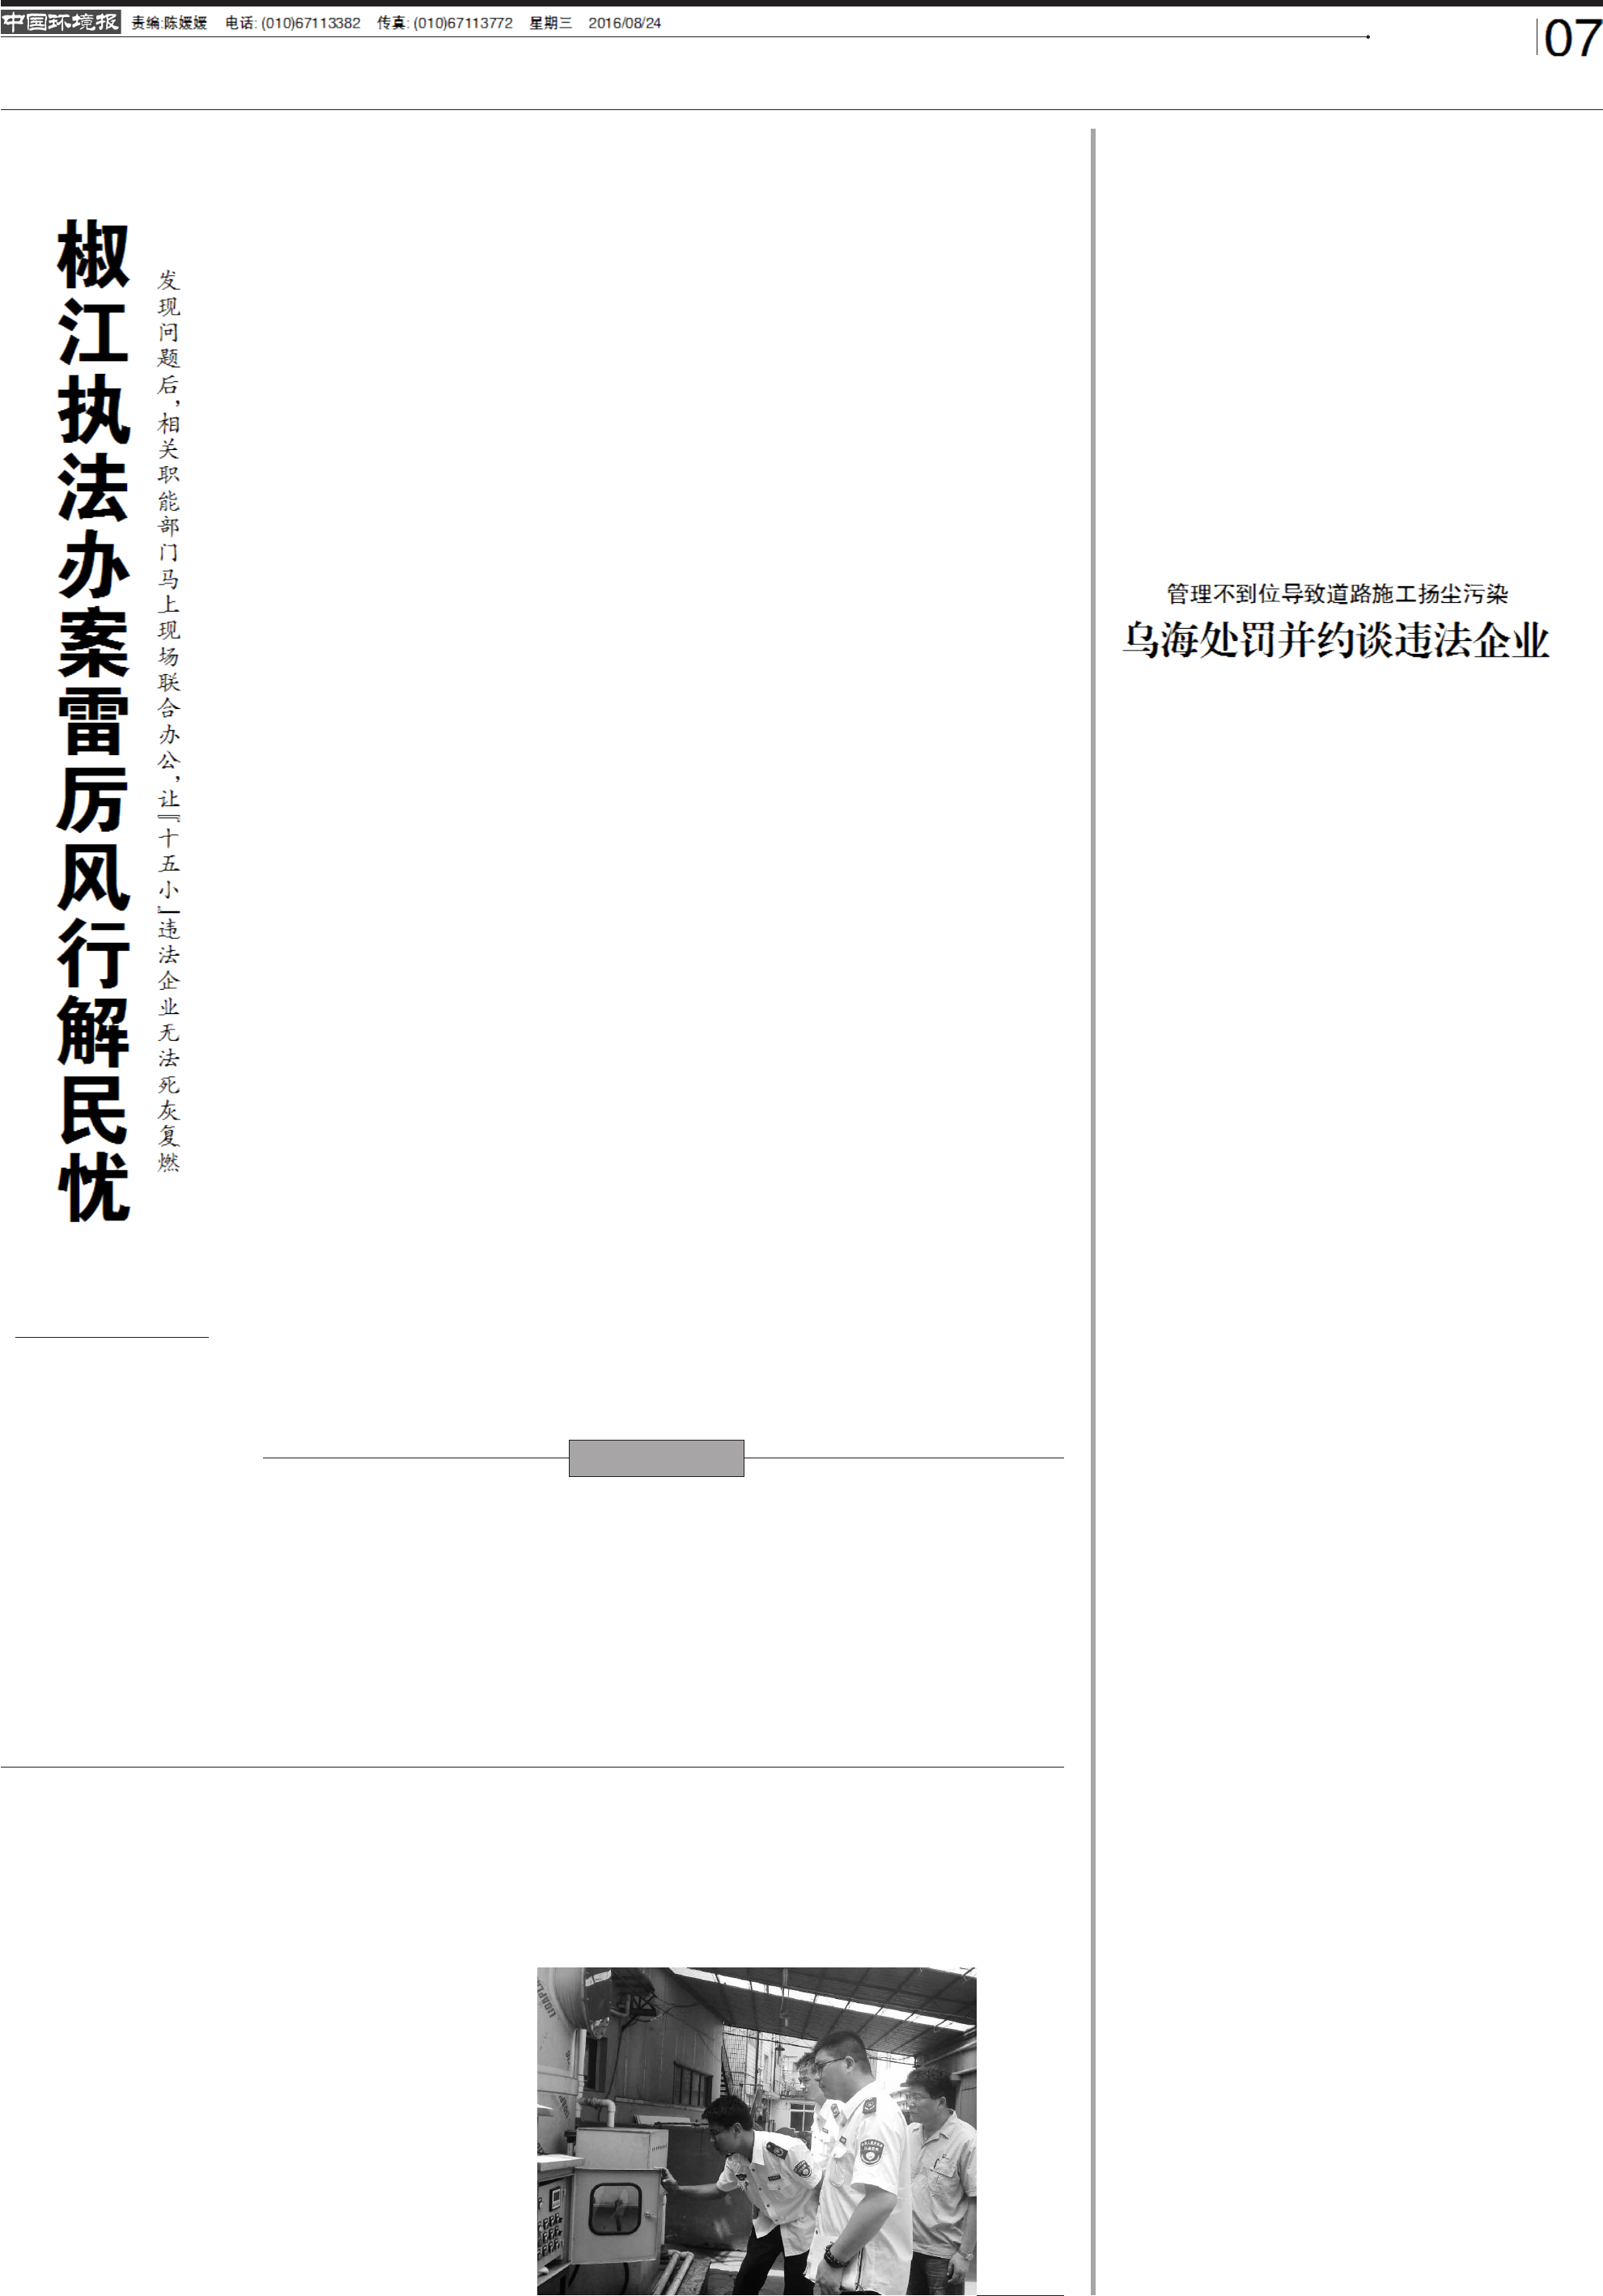 中国环境报 责编:陈媛媛 电话: (010)67113382 传真: (010)67113772 星期三 2016/08/24
07
椒江执法办案雷厉风行解民忧
发现问题后，相关职能部门马上现场联合办公，让『十五小』违法企业无法死灰复燃
管理不到位导致道路施工扬尘污染
乌海处罚并约谈违法企业